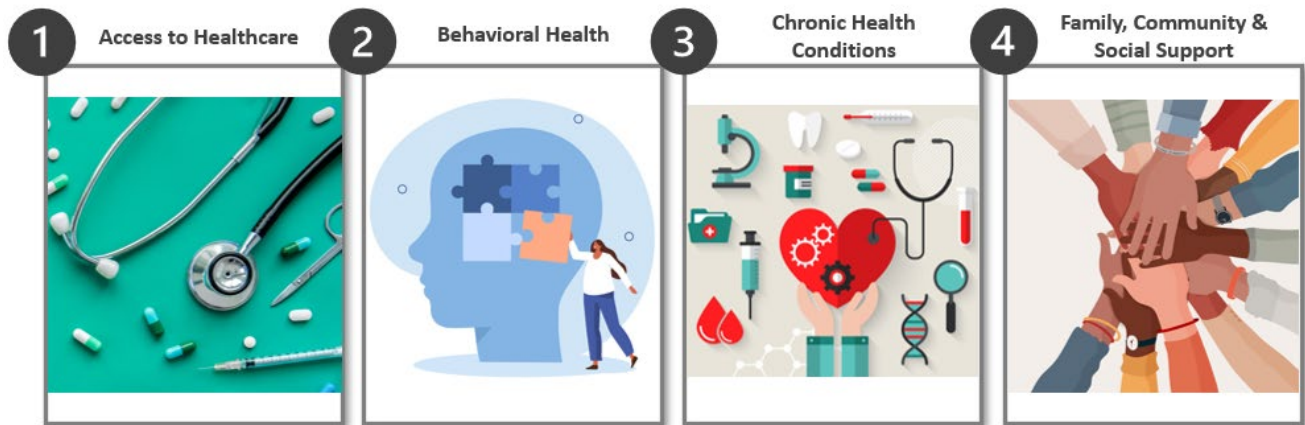 1
Access to Healthcare
2
Behavioral Health
3
Chronic Health
Conditions
4
Family, Community &
Social Support